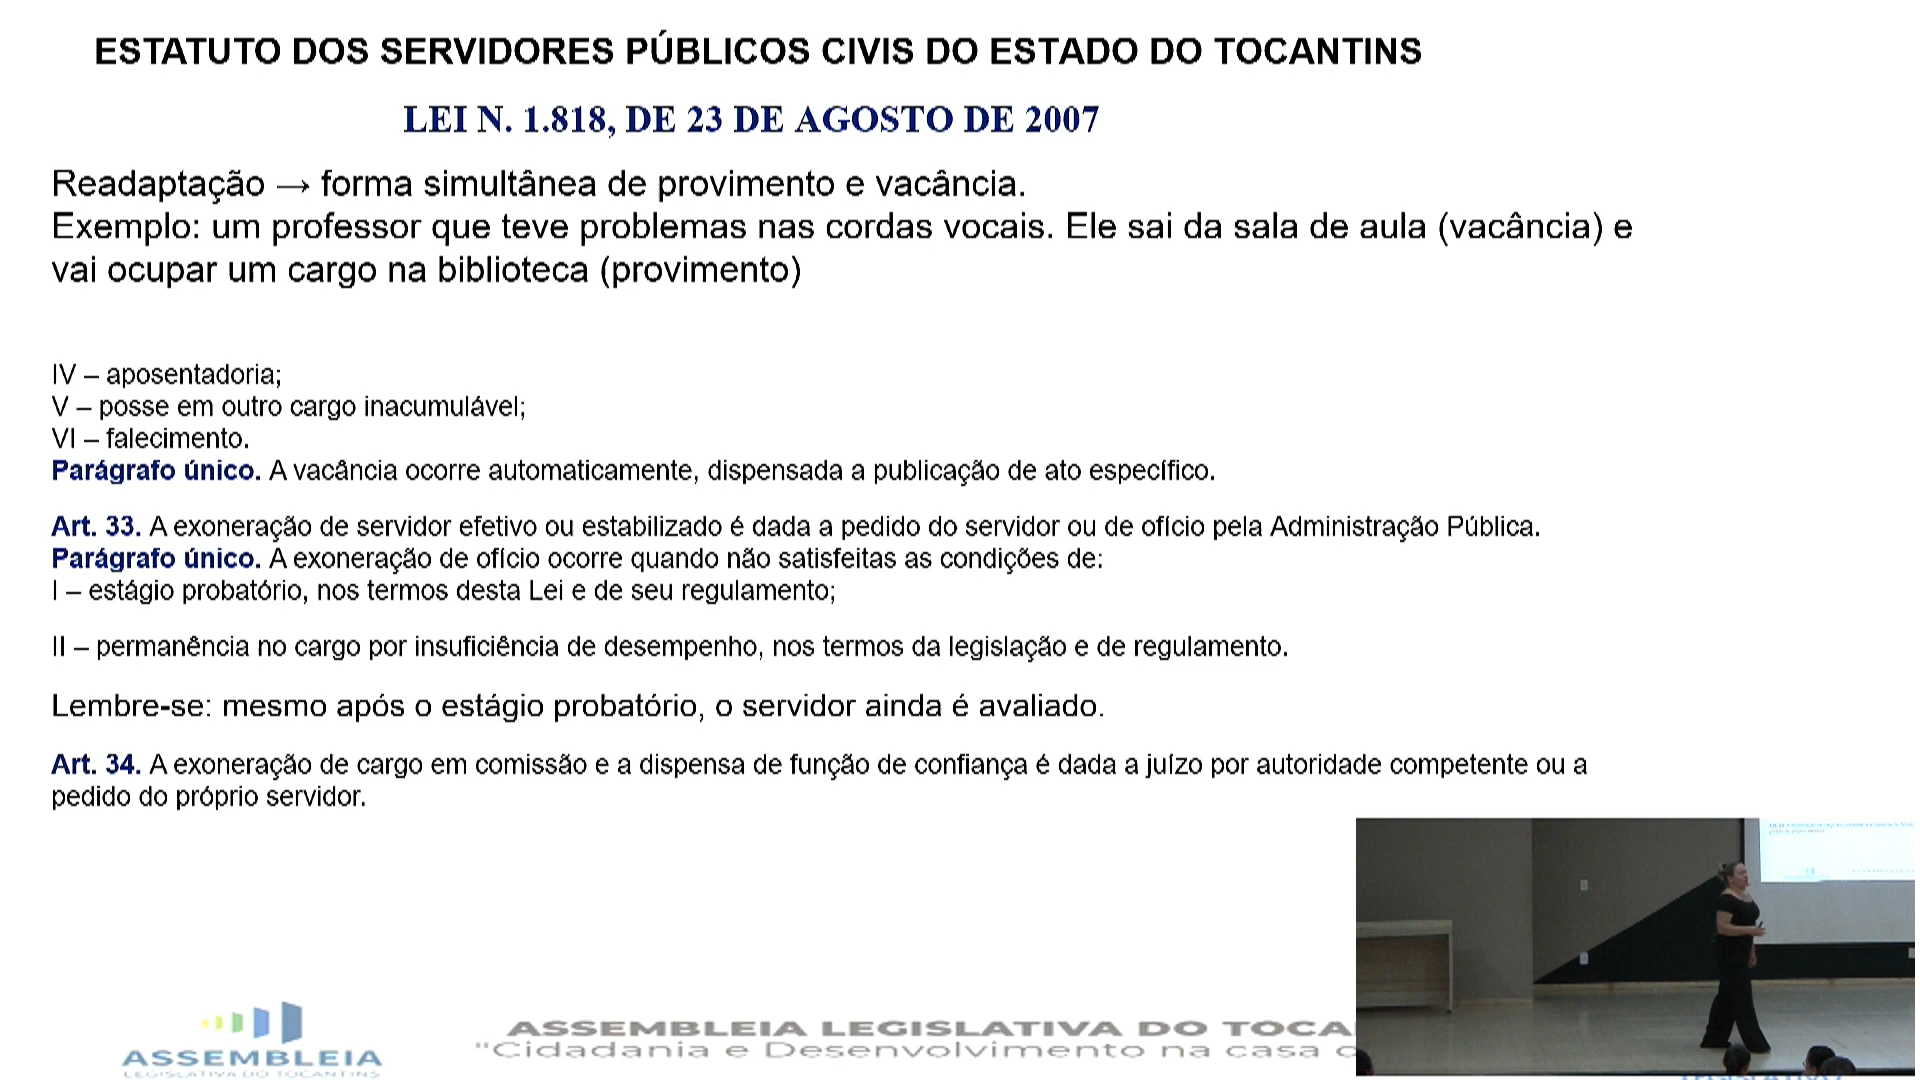 ESTATUTO DOS SERVIDORES PÚBLICOS CIVIS DO ESTADO DO TOCANTINS
LEI N. 1.818, DE 23 DE AGOSTO DE 2007
Readaptação → forma simultânea de provimento e vacância.
Exemplo: um professor que teve problemas nas cordas vocais. Ele sai da sala de aula (vacância) e
vai ocupar um cargo na biblioteca (provimento)
IV – aposentadoria;
V – posse em outro cargo inacumulável;
VI – falecimento.
Parágrafo único. A vacância ocorre automaticamente, dispensada a publicação de ato específico.
Art. 33. A exoneração de servidor efetivo ou estabilizado é dada a pedido do servidor ou de ofício pela Administração Pública.
Parágrafo único. A exoneração de ofício ocorre quando não satisfeitas as condições de:
I – estágio probatório, nos termos desta Lei e de seu regulamento;
II – permanência no cargo por insuficiência de desempenho, nos termos da legislação e de regulamento.
Lembre-se: mesmo após o estágio probatório, o servidor ainda é avaliado.
Art. 34. A exoneração de cargo em comissão e a dispensa de função de confiança é dada a juízo por autoridade competente ou a
pedido do próprio servidor.
ASSEMBLEIA
LEGISLATIVA DO TOCANTINS
ASSEMBLEIA LEGISLATIVA DO TOCA
"Cidadania e Desenvolvimento na casa